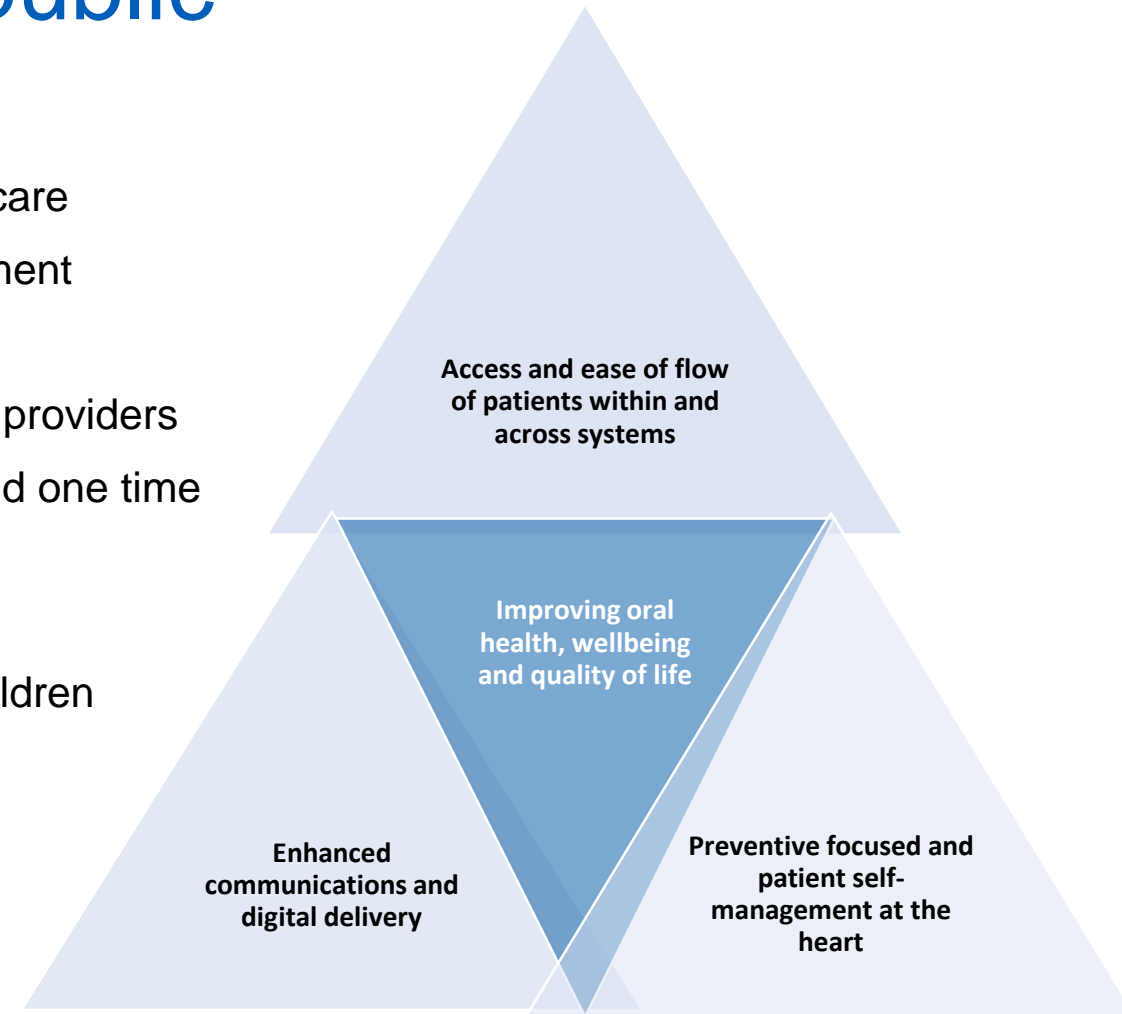 public
care
ment
providers
d one time
ldren
Access and ease of flow
of patients within and
across systems
Improving oral
health, wellbeing
and quality of life
Enhanced
communications and
digital delivery
Preventive focused and
patient self-
management at the
heart